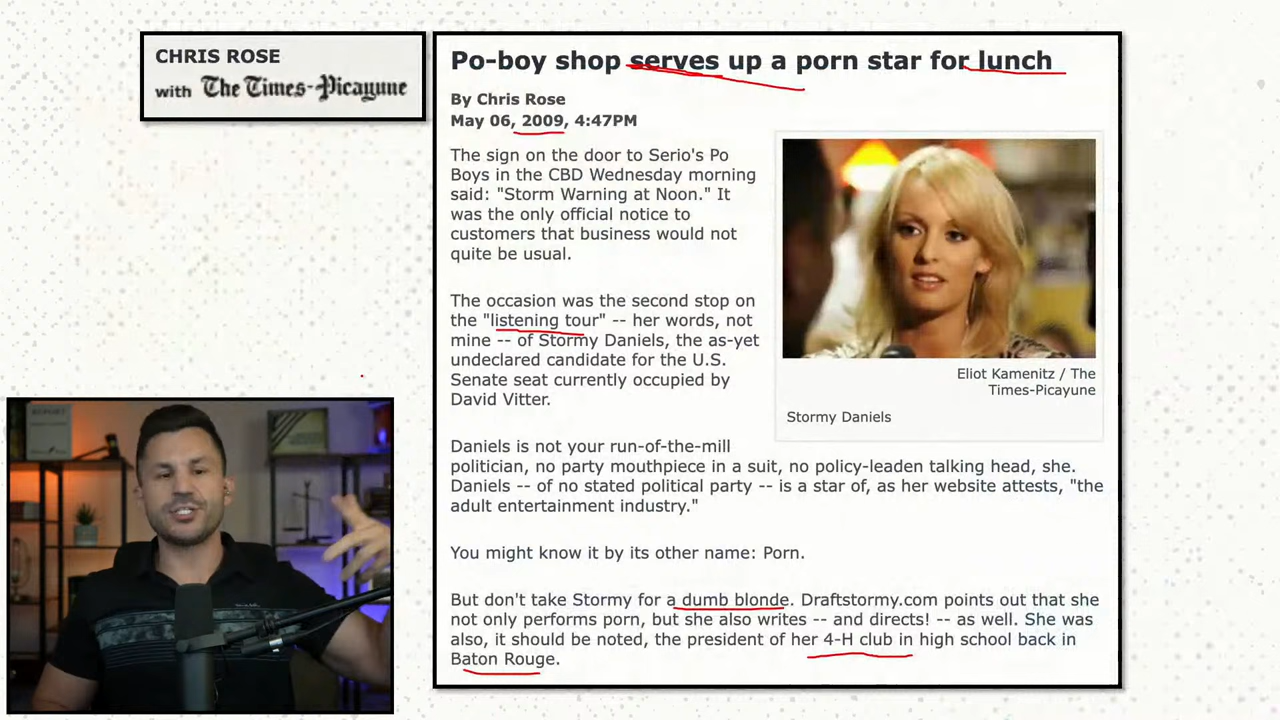 CHRIS ROSE
with The Times-Picayune
Po-boy shop serves up a porn star for lunch
By Chris Rose
May 06, 2009, 4:47PM
The sign on the door to Serio's Po
Boys in the CBD Wednesday morning
said: "Storm Warning at Noon." It
was the only official notice to
customers that business would not
quite be usual.
The occasion was the second stop on
the "listening tour" -- her words, not
mine -- of Stormy Daniels, the as-yet
undeclared candidate for the U.S.
Senate seat currently occupied by
David Vitter.
Eliot Kamenitz / The
Times-Picayune
Stormy Daniels
Daniels is not your run-of-the-mill
politician, no party mouthpiece in a suit, no policy-leaden talking head, she.
Daniels -- of no stated political party -- is a star of, as her website attests, "the
adult entertainment industry."
You might know it by its other name: Porn.
But don't take Stormy for a dumb blonde. Draftstormy.com points out that she
not only performs porn, but she also writes -- and directs! -- as well. She was
also, it should be noted, the president of her 4-H club in high school back in
Baton Rouge.